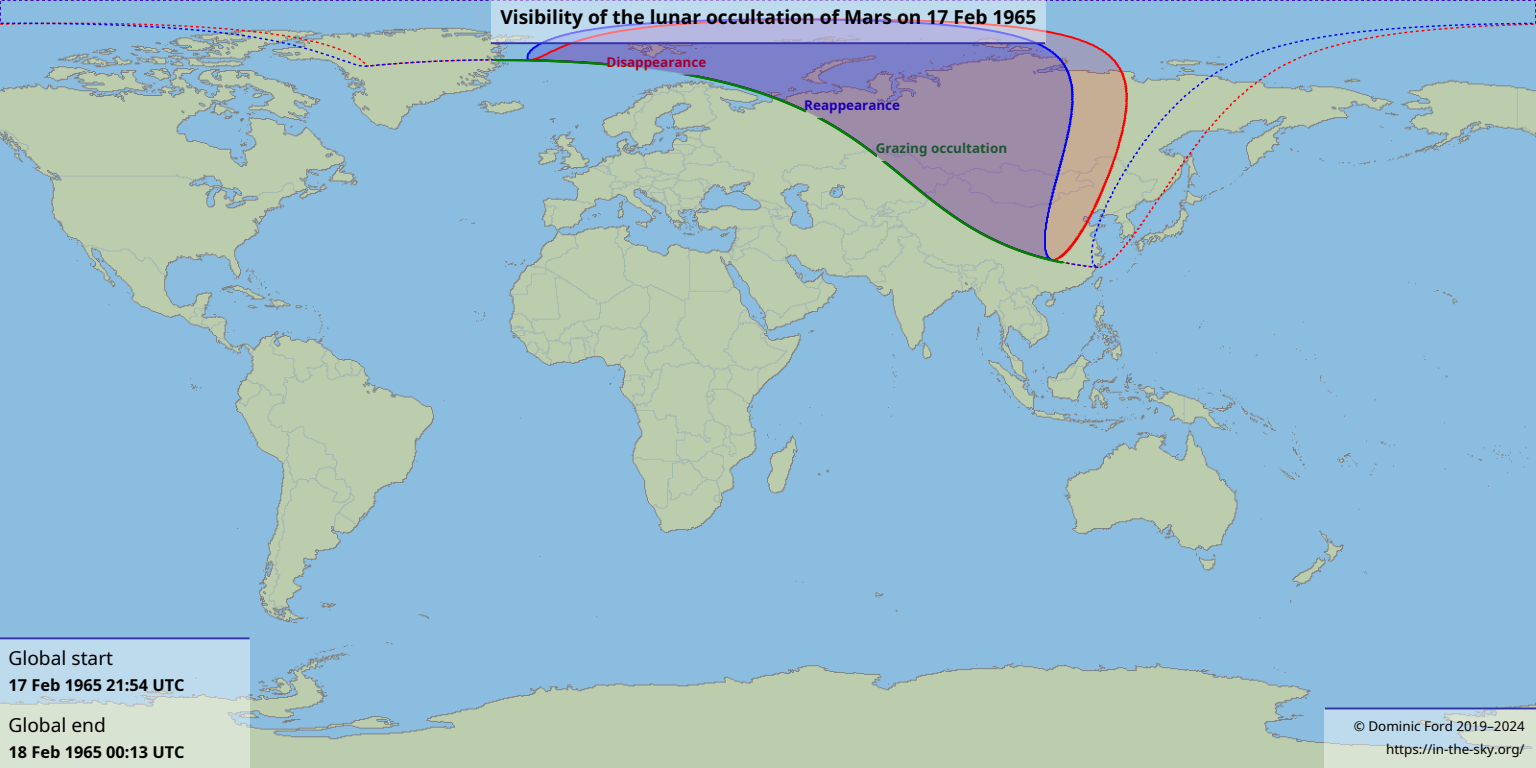 Visibility of the lunar occultation of Mars on 17 Feb 1965
Disappearance
Reappearance
Grazing occultation
Global start
17 Feb 1965 21:54 UTC
Global end
18 Feb 1965 00:13 UTC
© Dominic Ford 2019–2024
https://in-the-sky.org/